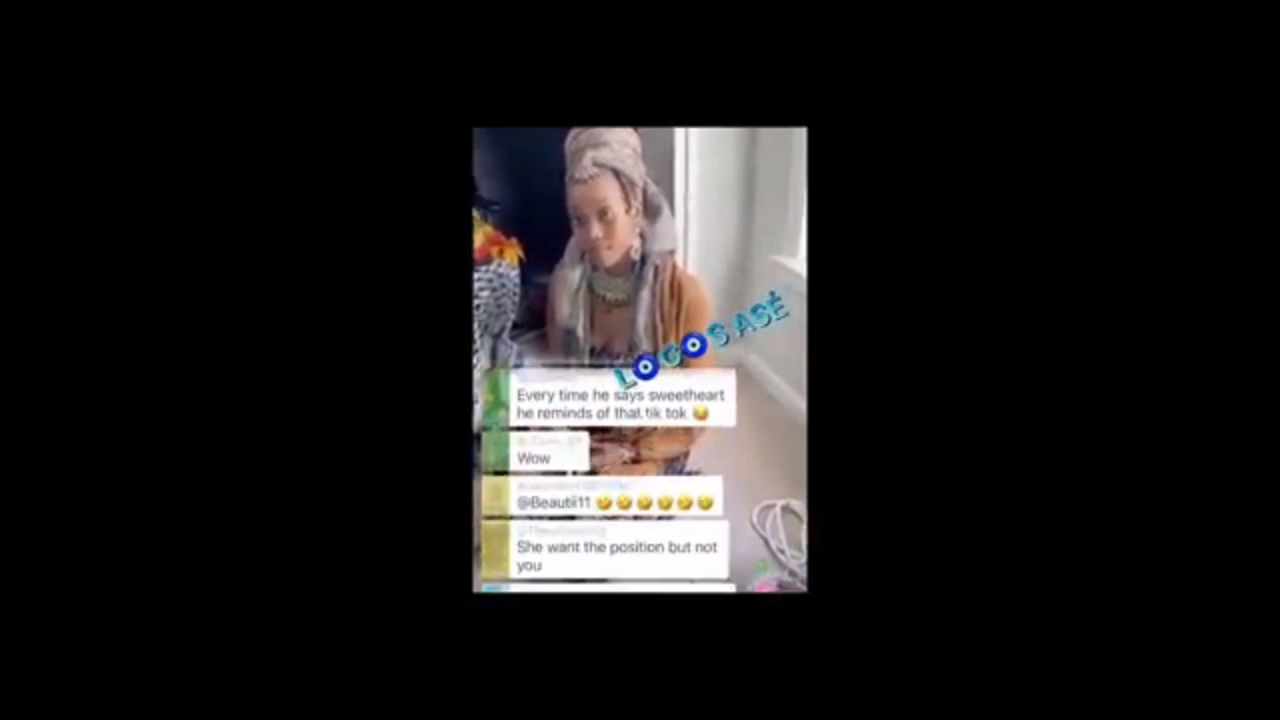 LOGOS ASÉ
Every time he says sweetheart
he reminds of that tik tok 😂
Wow
@Beautii11 🤣🤣🤣🤣🤣🤣
She want the position but not
you